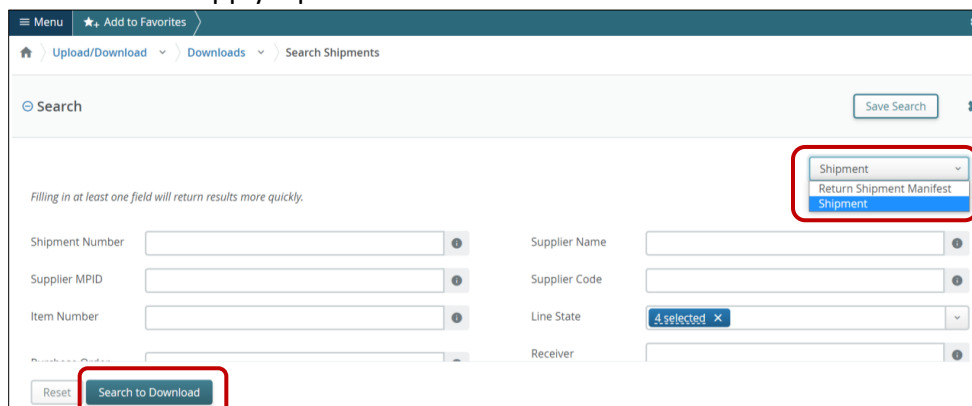 Menu Add to Favorites
Upload/Download Downloads Search Shipments
Search Save Search
Shipment
Filling in at least one field will return results more quickly.
Return Shipment Manifest
Shipment
Shipment Number Supplier Name
Supplier MPID Supplier Code
Item Number Line State 4 selected ×
Receiver
Reset Search to Download